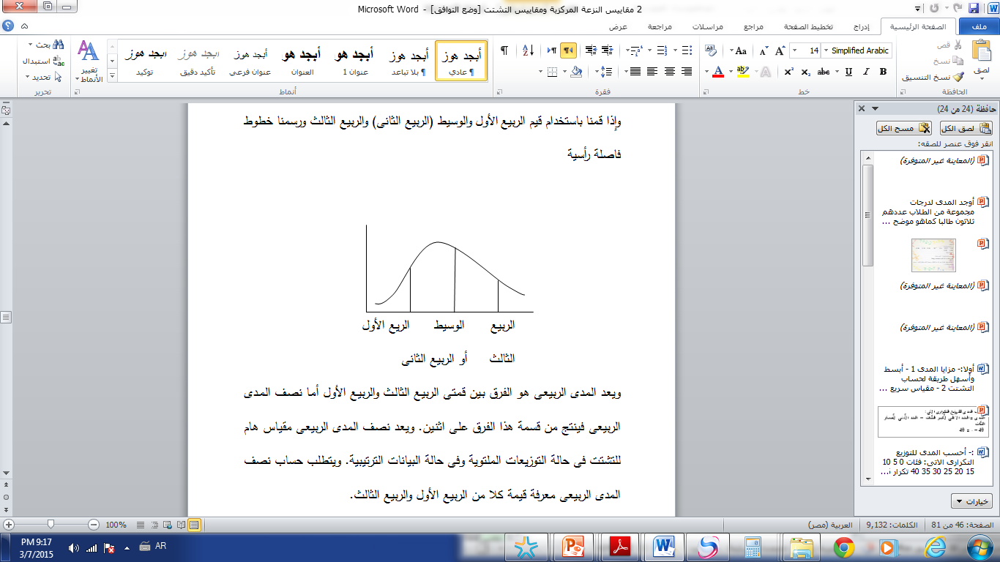 2 مقاييس النزعة المركزية ومقاييس التشتت [وضع التوافق] - Microsoft Word
ملف
الصفحة الرئيسية
إدراج
تخطيط الصفحة
مراجع
مراسلات
مراجعة
عرض
لصق
قص
نسخ
نسخ التنسيق
الحافظة
Simplified Arabic
14
خط
فقرة
أبجد هوز
عادي
أبجد هوز
بلا تباعد
أبجد هو
عنوان 1
أبجد هو
العنوان
أبجد هوز
عنوان فرعي
أبجد هوز
تأكيد دقيق
أبجد هوز
توكيد
أنماط
تغيير الأنماط
بحث
استبدال
تحديد
تحرير
حافظة (24 من 24)
لصق الكل
مسح الكل
انقر فوق عنصر للصقه:
(المعاينة غير المتوفرة)
أوجد المدى لدرجات
مجموعة من الطلاب عددهم
ثلاثون طالبا كماهو موضح ...
(المعاينة غير المتوفرة)
(المعاينة غير المتوفرة)
أولا:- مزايا المدى 1 - أبسط
وأسهل طريقة لحساب
التشتت 2 - مقياس سريع ...
:- أحسب المدى للتوزيع
التكرارى الاتى: فئات 0 5 10
15 20 25 30 35 40 تكرار
خيارات
وإذا قمنا باستخدام قيم الربيع الأول والوسيط (الربيع الثانى) والربيع الثالث ورسمنا خطوط
فاصلة رأسية
الربيع الوسيط الريع الأول
الثالث أو الربيع الثانى
ويعد المدى الربيعى هو الفرق بين قمتى الربيع الثالث والربيع الأول أما نصف المدى
الربيعى فينتج من قسمة هذا الفرق على اثنين. ويعد نصف المدى الربيعى مقياس هام
للتشتت فى حالة التوزيعات الملتوية وفى حالة البيانات الترتيبية. ويتطلب حساب نصف
المدى الربيعى معرفة قيمة كلا من الربيع الأول والربيع الثالث.
الصفحة: 46 من 81
الكلمات: 9,132
العربية (مصر)
100%
AR
9:17 PM
3/7/2015